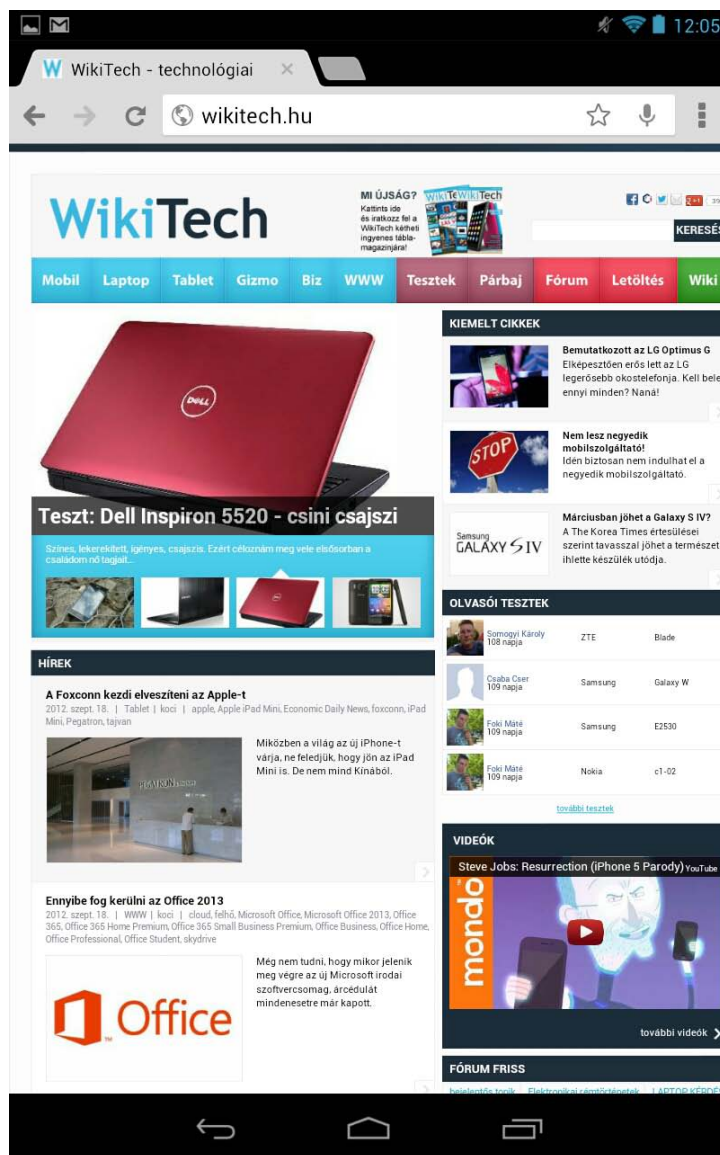 12:05
WikiTech - technológiai
wikitech.hu
WikiTech
MI ÚJSÁG?
Kattints ide
és iratkozz fel a
WikiTech kétheti
ingyenes tábla-
magazinjára!
KERESÉS
Mobil Laptop Tablet Gizmo Biz WWW Tesztek Párbaj Fórum Letöltés Wiki
DELL
Teszt: Dell Inspiron 5520 - csini csajszi
Színes, lekerekített, igényes, csajszis. Ezért céloznám meg vele elsősorban a
családom nő tagjait...
KIEMELT CIKKEK
Bemutatkozott az LG Optimus G
Elképesztően erős lett az LG
legerősebb okostelefonja. Kell bele
ennyi minden? Naná!
STOP
Nem lesz negyedik
mobilszolgáltató!
Idén biztosan nem indulhat el a
negyedik mobilszolgáltató.
Samsung
GALAXY S IV
Márciusban jöhet a Galaxy S IV?
A The Korea Times értesülései
szerint tavasszal jöhet a természet
ihlette készülék utódja.
OLVASÓI TESZTEK
Somogyi Károly
108 napja
ZTE Blade
Csaba Cser
109 napja
Samsung Galaxy W
Foki Máté
109 napja
Samsung E2530
Foki Máté
109 napja
Nokia c1-02
további tesztek
HÍREK
A Foxconn kezdi elveszíteni az Apple-t
2012. szept. 18. | Tablet | koci | apple, Apple iPad Mini, Economic Daily News, foxconn, iPad
Mini, Pegatron, tajvan
Miközben a világ az új iPhone-t
várja, ne feledjük, hogy jön az iPad
Mini is. De nem mind Kínából.
Ennyibe fog kerülni az Office 2013
2012. szept. 18. | WWW | koci | cloud, felhő, Microsoft Office, Microsoft Office 2013, Office
365, Office 365 Home Premium, Office 365 Small Business Premium, Office Business, Office Home,
Office Professional, Office Student, skydrive
Office
Még nem tudni, hogy mikor jelenik
meg végre az új Microsoft irodai
szoftvercsomag, árcédulát
mindenesetre már kapott.
VIDEÓK
Steve Jobs: Resurrection (iPhone 5 Parody) YouTube
mondo
további videók
FÓRUM FRISS
bejelentős topik Elektronikai rémtörténetek LAPTOP KÉRDÉS